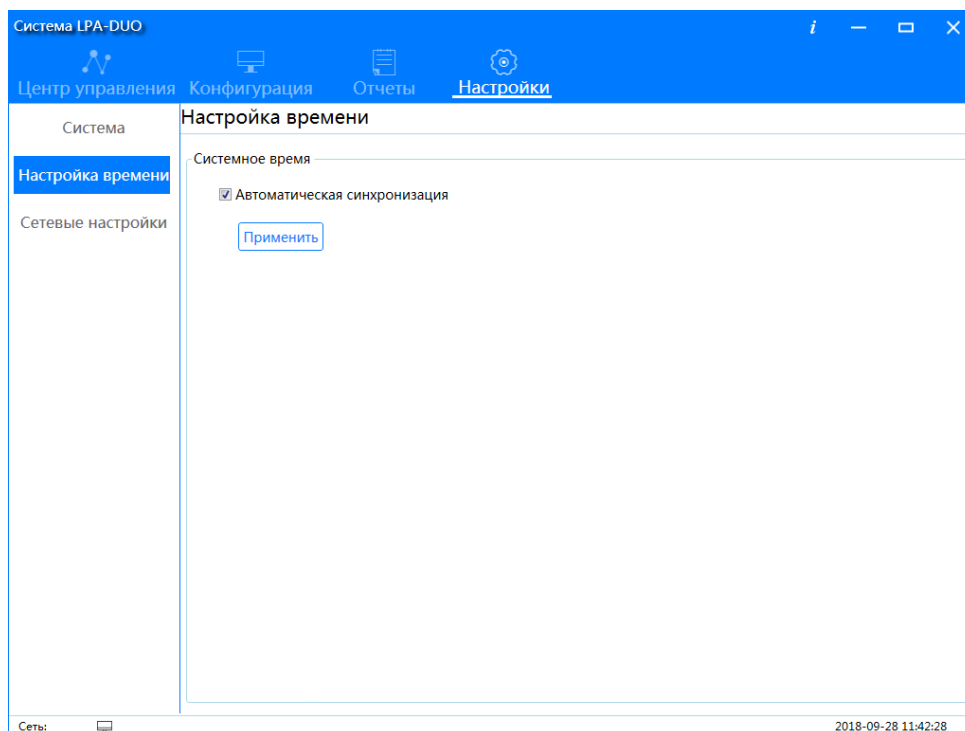 Система LPA-DUO
i
Центр управления Конфигурация Отчеты Настройки
Система
Настройка времени
Сетевые настройки
Настройка времени
Системное время
Автоматическая синхронизация
Применить
Сеть:
2018-09-28 11:42:28